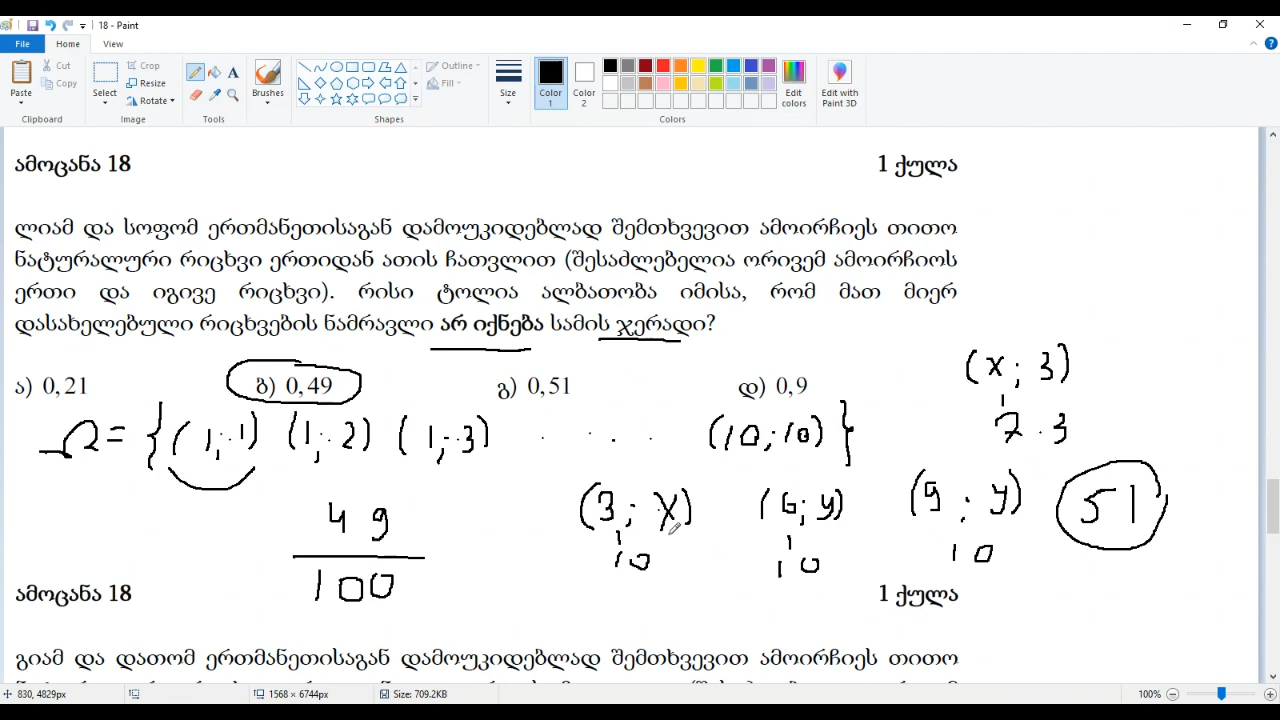 18 - Paint
File Home View
Paste Cut Copy Clipboard
Select Crop Resize Rotate Image
Tools
Brushes
Shapes Outline Fill
Size
Color 1 Color 2 Edit colors Colors
Edit with Paint 3D
ამოცანა 18 1 ქულა
ლიამ და სოფომ ერთმანეთისაგან დამოუკიდებლად შემთხვევით ამოირჩიეს თითო
ნატურალური რიცხვი ერთიდან ათის ჩათვლით (შესაძლებელია ორივემ ამოირჩიოს
ერთი და იგივე რიცხვი). რისი ტოლია ალბათობა იმისა, რომ მათ მიერ
დასახელებული რიცხვების ნამრავლი არ იქნება სამის ჯერადი?
(x; 3)
7 · 3
ა) 0,21 ბ) 0,49 გ) 0,51 დ) 0,9
Ω = { (1; 1) (1; 2) (1; 3) . . . . (10; 10) }
49
100
(3; x) (6; y) (9; y) 51
10 10 10
ამოცანა 18 1 ქულა
გიამ და დათომ ერთმანეთისაგან დამოუკიდებლად შემთხვევით ამოირჩიეს თითო
830, 4829px 1568 × 6744px Size: 709.2KB 100%